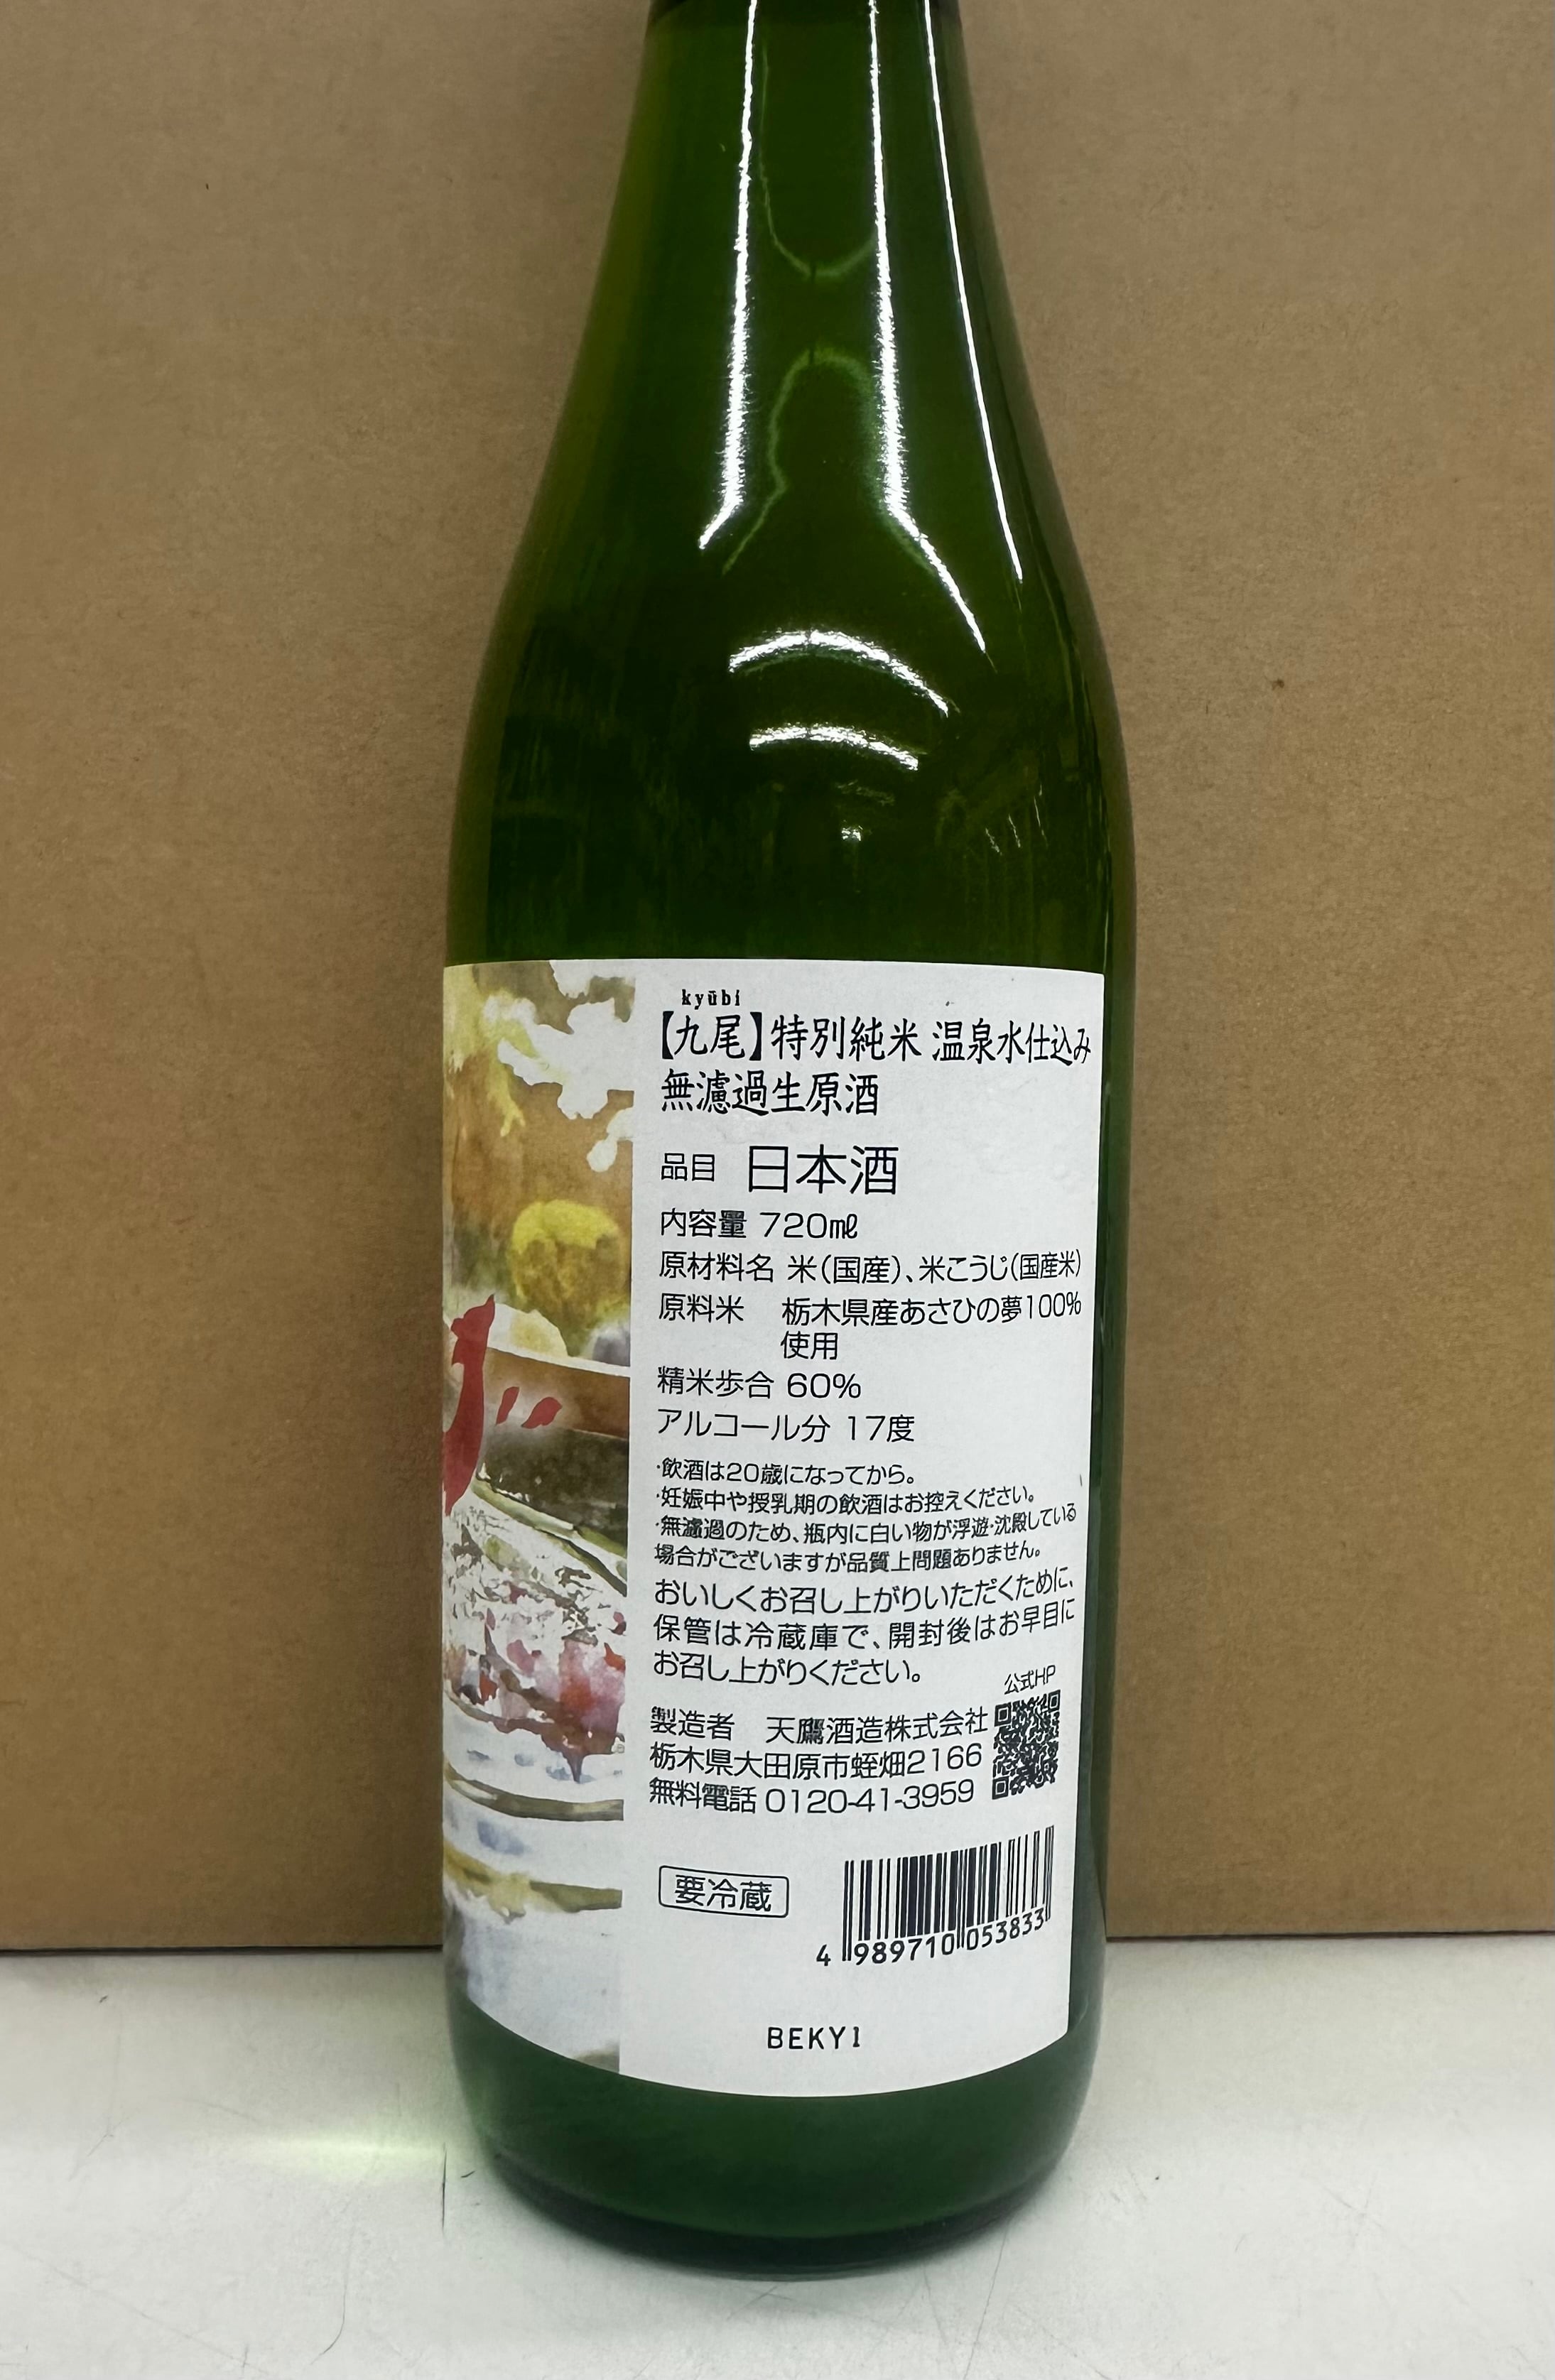 kyūbi
【九尾】特別純米 温泉水仕込み
無濾過生原酒
品目 日本酒
内容量 720㎖
原材料名 米(国産)、米こうじ(国産米)
原料米 栃木県産あさひの夢100%
使用
精米歩合 60%
アルコール分 17度
・飲酒は20歳になってから。
・妊娠中や授乳期の飲酒はお控えください。
・無濾過のため、瓶内に白い物が浮遊・沈殿している
場合がございますが品質上問題ありません。
おいしくお召し上がりいただくために、
保管は冷蔵庫で、開封後はお早目に
お召し上がりください。
公式HP
製造者 天鷹酒造株式会社
栃木県大田原市蛭畑2166
無料電話 0120-41-3959
要冷蔵
4 989710 053833
BEKY1